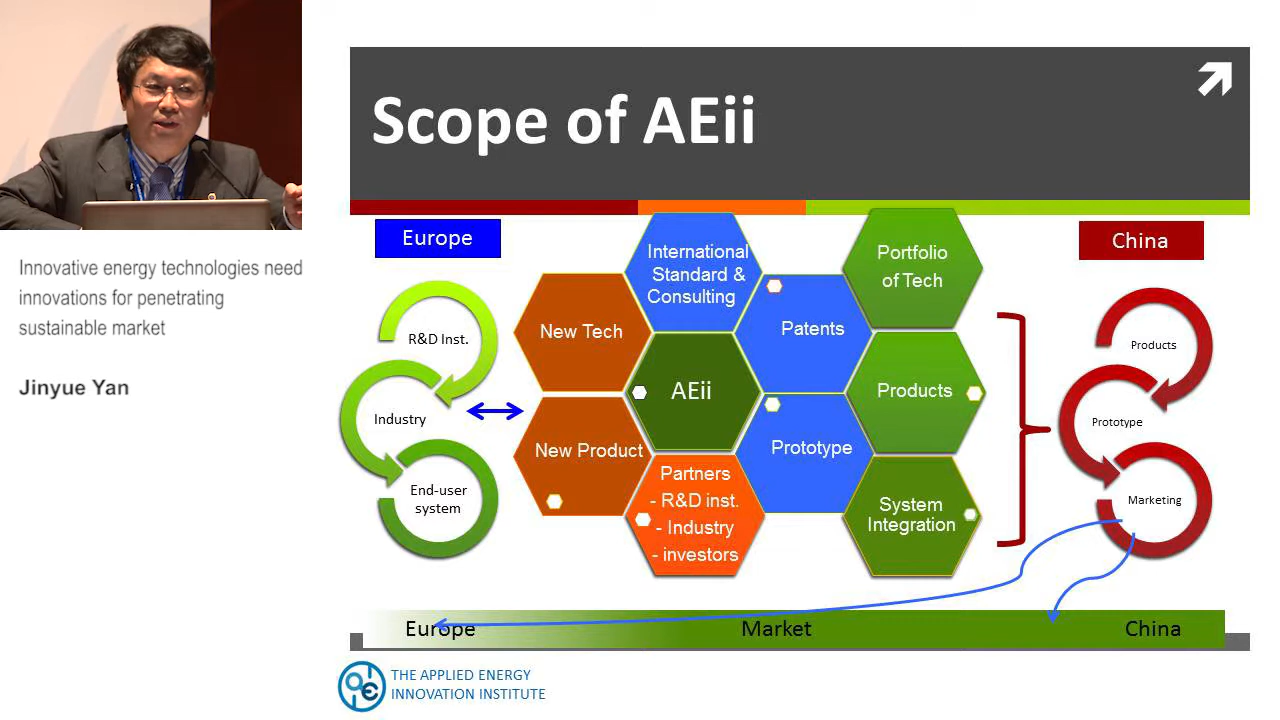 Innovative energy technologies need
innovations for penetrating
sustainable market
Jinyue Yan
Scope of AEii
Europe
China
R&D Inst.
Industry
End-user
system
New Tech
New Product
International
Standard &
Consulting
AEii
Partners
- R&D inst.
- Industry
- investors
Patents
Prototype
Portfolio
of Tech
Products
System
Integration
Products
Prototype
Marketing
Europe
Market
China
THE APPLIED ENERGY
INNOVATION INSTITUTE